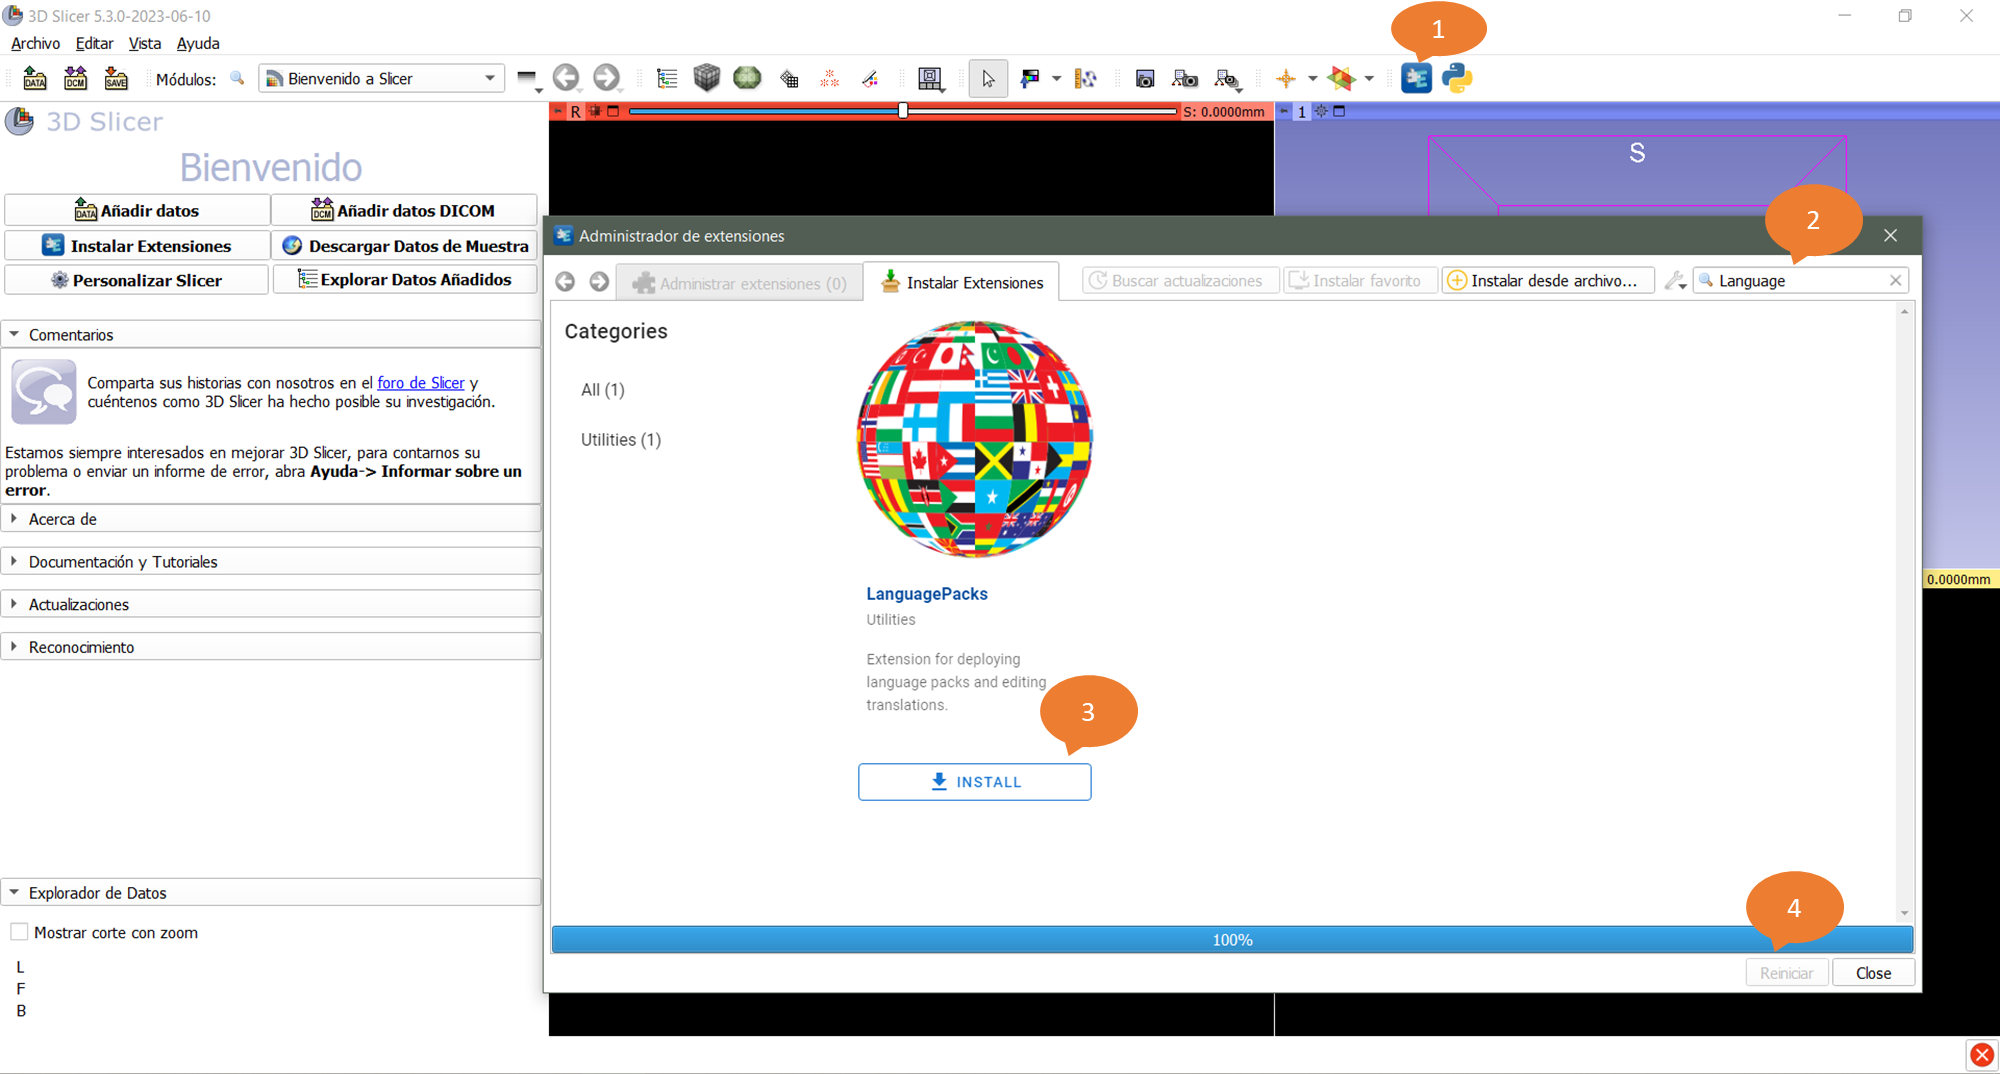 3D Slicer 5.3.0-2023-06-10
1
Archivo Editar Vista Ayuda
DATA DCM SAVE Módulos: Bienvenido a Slicer
R S: 0.0000mm 1
3D Slicer
S
Bienvenido
DATA Añadir datos DCM Añadir datos DICOM
2
Instalar Extensiones Descargar Datos de Muestra
Administrador de extensiones
Personalizar Slicer Explorar Datos Añadidos
Administrar extensiones (0) Instalar Extensiones Buscar actualizaciones Instalar favorito Instalar desde archivo... Language
Comentarios
Comparta sus historias con nosotros en el foro de Slicer y
cuéntenos como 3D Slicer ha hecho posible su investigación.
Estamos siempre interesados en mejorar 3D Slicer, para contarnos su
problema o enviar un informe de error, abra Ayuda-> Informar sobre un
error.
Acerca de
Documentación y Tutoriales
Actualizaciones
Reconocimiento
Categories
All (1)
Utilities (1)
LanguagePacks
Utilities
Extension for deploying
language packs and editing
translations.
3
INSTALL
0.0000mm
4
100%
Reiniciar Close
Explorador de Datos
Mostrar corte con zoom
L
F
B